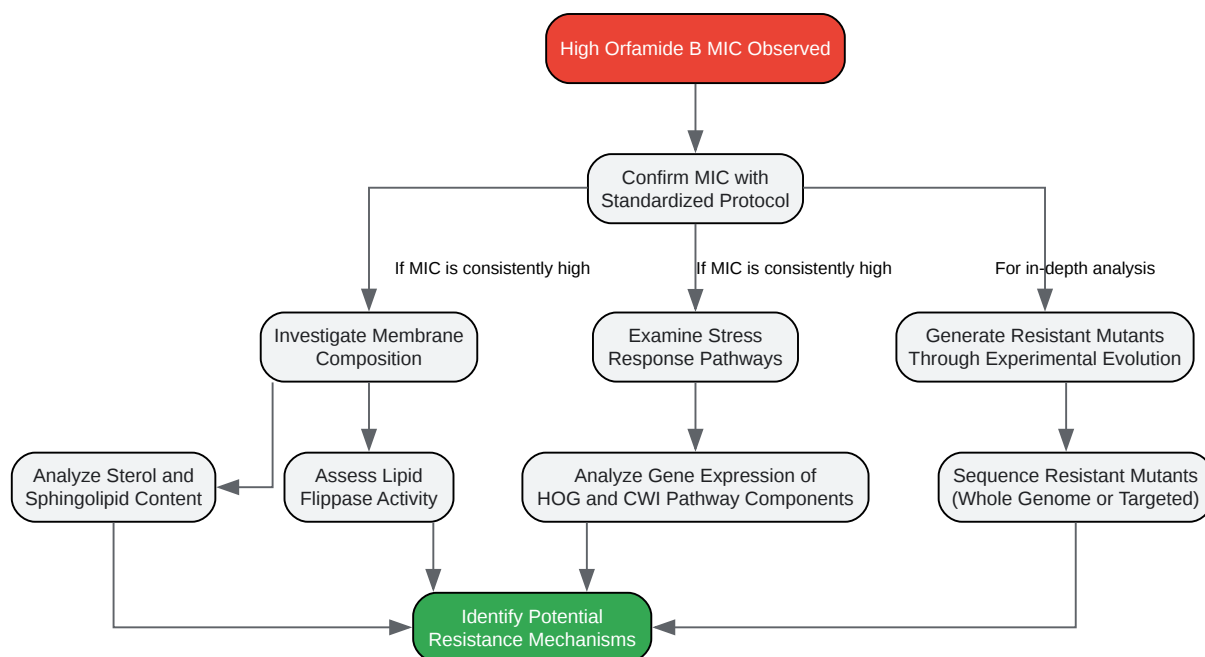 High Orfamide B MIC Observed
Confirm MIC with
Standardized Protocol
If MIC is consistently high
If MIC is consistently high
For in-depth analysis
Investigate Membrane
Composition
Examine Stress
Response Pathways
Generate Resistant Mutants
Through Experimental Evolution
Analyze Sterol and
Sphingolipid Content
Assess Lipid
Flippase Activity
Analyze Gene Expression of
HOG and CWI Pathway Components
Sequence Resistant Mutants
(Whole Genome or Targeted)
Identify Potential
Resistance Mechanisms